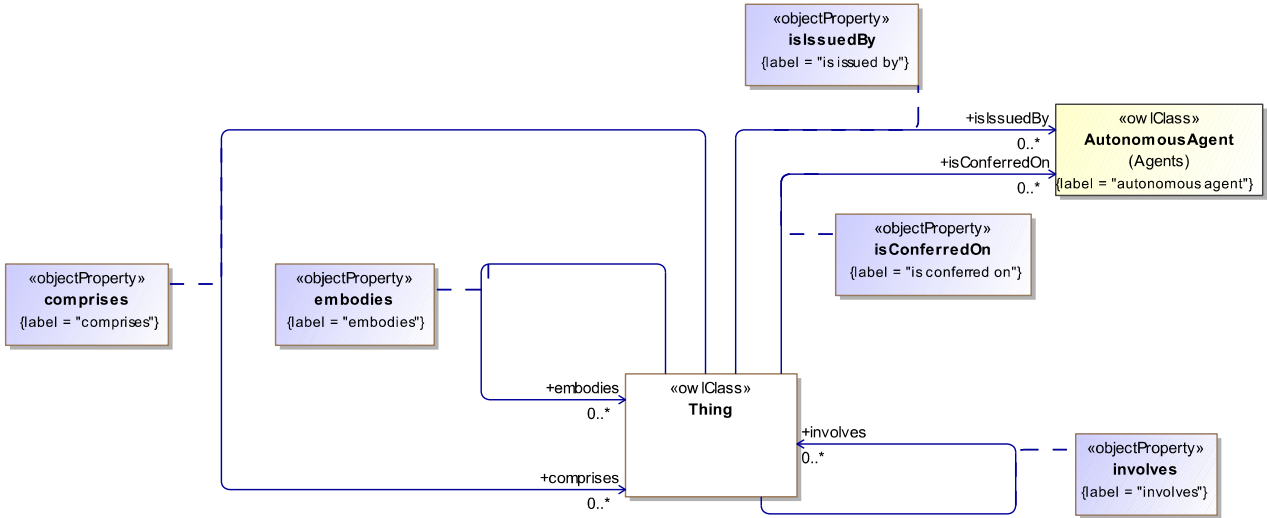 «objectProperty»
isIssuedBy
{label = "is issued by"}
+isIssuedBy
0..*
«owlClass»
AutonomousAgent
(Agents)
{label = "autonomous agent"}
+isConferredOn
0..*
«objectProperty»
isConferredOn
{label = "is conferred on"}
«objectProperty»
comprises
{label = "comprises"}
«objectProperty»
embodies
{label = "embodies"}
+embodies
0..*
«owlClass»
Thing
+involves
0..*
«objectProperty»
involves
{label = "involves"}
+comprises
0..*